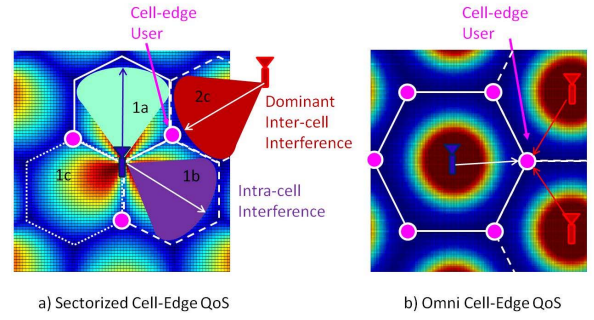 Cell-edge
User
1a
2c
Dominant
Inter-cell
Interference
1c
1b
Intra-cell
Interference
a) Sectorized Cell-Edge QoS
Cell-edge
User
b) Omni Cell-Edge QoS